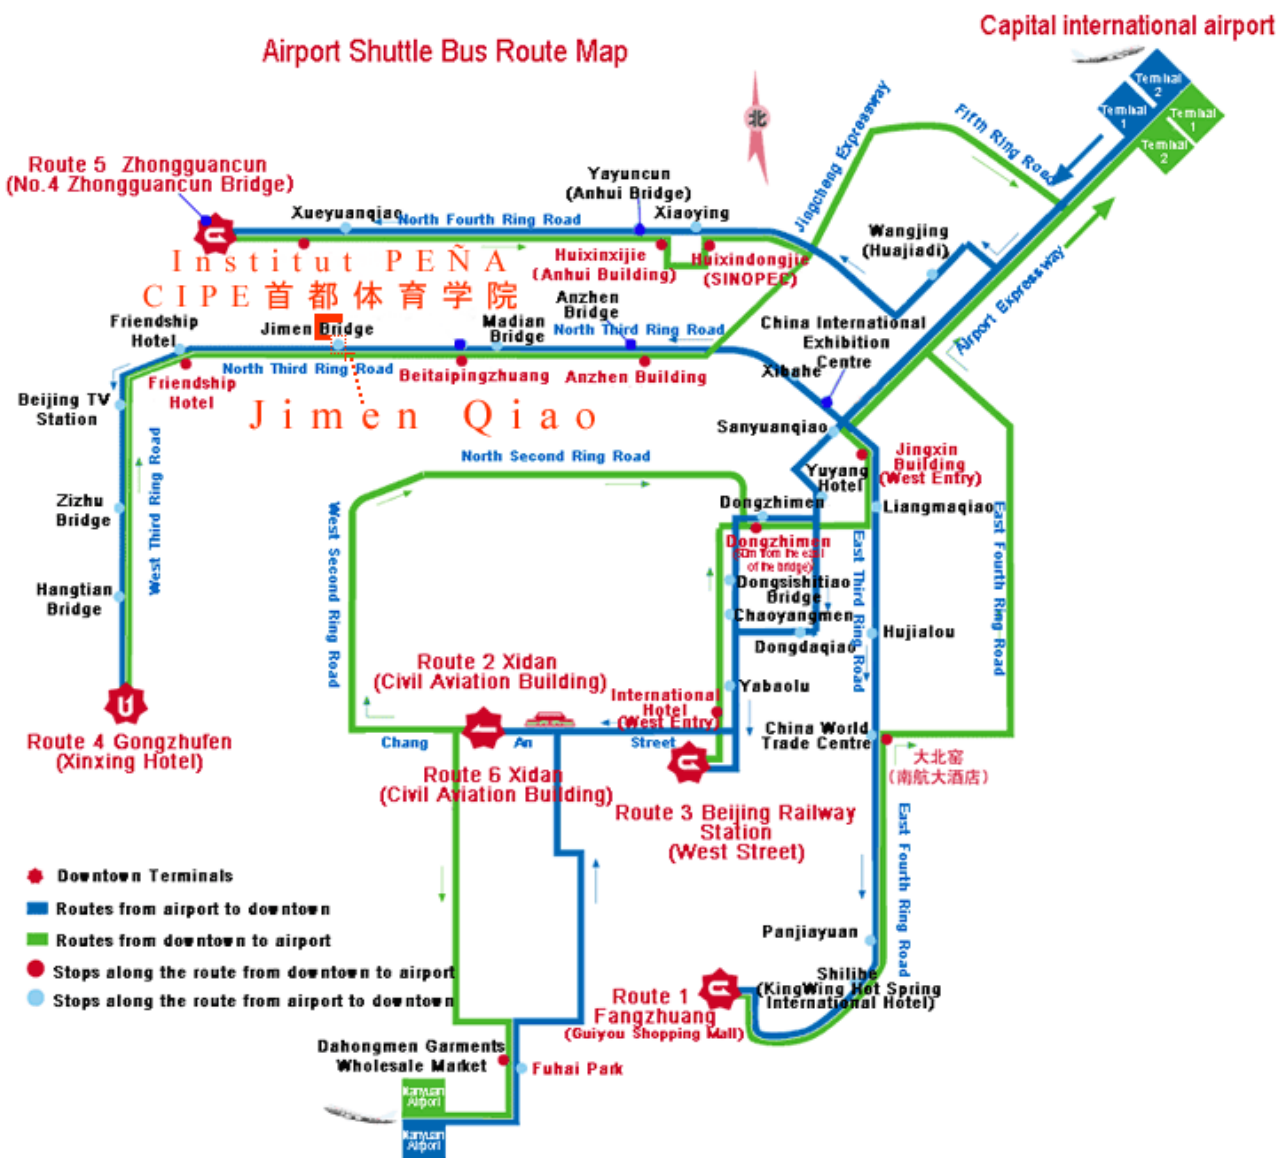 Capital international airport
Airport Shuttle Bus Route Map
Terminal
2
Terminal
1
Terminal
1
Terminal
2
北
Jingcheng Expressway
Fifth Ring Road
Route 5 Zhongguancun
(No.4 Zhongguancun Bridge)
Yayuncun
(Anhui Bridge)
Xueyuanqiao
North Fourth Ring Road
Xiaoying
Wangjing
(Huajiadi)
Huixinxijie
(Anhui Building)
Huixindongjie
(SINOPEC)
Airport Expressway
Institut PEÑA
CIPE首都体育学院
Friendship
Hotel
Jimen Bridge
Madian
Bridge
Anzhen
Bridge
North Third Ring Road
China International
Exhibition
Centre
Xibahe
North Third Ring Road
Friendship
Hotel
Beitaipingzhuang
Anzhen Building
Jimen Qiao
Beijing TV
Station
Sanyuanqiao
Jingxin
Building
(West Entry)
North Second Ring Road
Yuyang
Hotel
West Third Ring Road
Zizhu
Bridge
West Second Ring Road
Dongzhimen
Liangmaqiao
Dongzhimen
(50m from the east
of the bridge)
East Third Ring Road
East Fourth Ring Road
Hangtian
Bridge
Dongsishitiao
Bridge
Chaoyangmen
Dongdaqiao
Hujialou
Route 2 Xidan
(Civil Aviation Building)
Yabaolu
International
Hotel
(West Entry)
Route 4 Gongzhufen
(Xinxing Hotel)
Chang
An
Street
China World
Trade Centre
大北窑
(南航大酒店)
Route 6 Xidan
(Civil Aviation Building)
Route 3 Beijing Railway
Station
(West Street)
East Fourth Ring Road
Downtown Terminals
Routes from airport to downtown
Routes from downtown to airport
Stops along the route from downtown to airport
Stops along the route from airport to downtown
Panjiayuan
Shilihe
(KingWing Hot Spring
International Hotel)
Route 1
Fangzhuang
(Guiyou Shopping Mall)
Dahongmen Garments
Wholesale Market
Fuhai Park
Nanyuan
Airport
Nanyuan
Airport